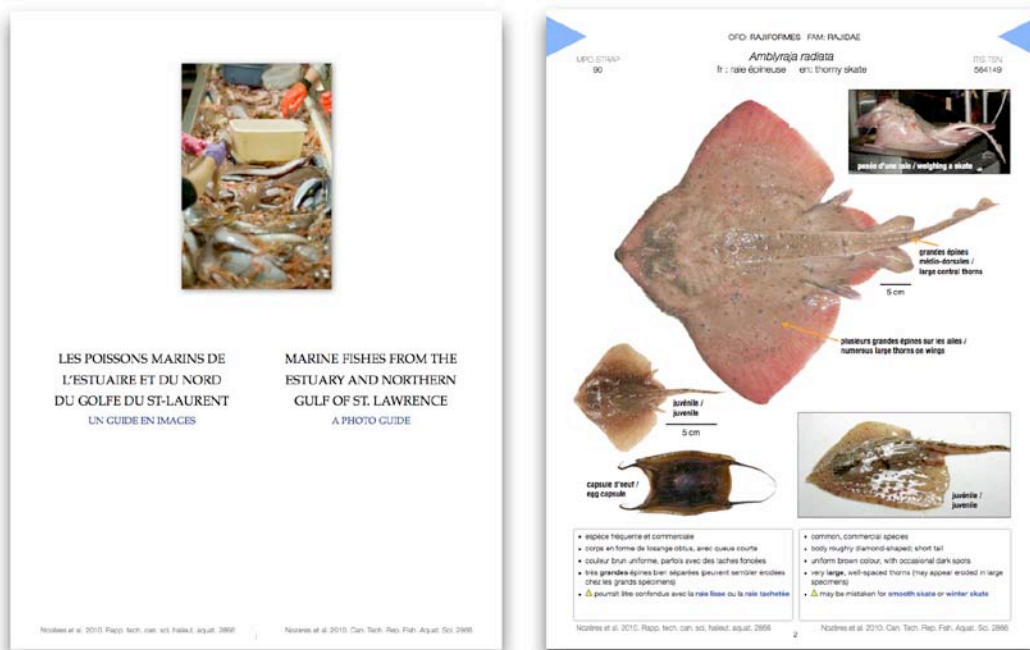 LES POISSONS MARINS DE
L'ESTUAIRE ET DU NORD
DU GOLFE DU ST-LAURENT
UN GUIDE EN IMAGES
MARINE FISHES FROM THE
ESTUARY AND NORTHERN
GULF OF ST. LAWRENCE
A PHOTO GUIDE
Nozères et al. 2010. Rapp. tech. can. sci. halieut. aquat. 2866
Nozères et al. 2010. Can. Tech. Rep. Fish. Aquat. Sci. 2866
ORD: RAJIFORMES FAM: RAJIDAE
MPO-STRAP
90
Amblyraja radiata
fr : raie épineuse en: thorny skate
ITIS TSN
564149
pesée d'une raie / weighing a skate
grandes épines
médio-dorsales /
large central thorns
5 cm
plusieurs grandes épines sur les ailes /
numerous large thorns on wings
juvénile /
juvenile
5 cm
capsule d'oeuf /
egg capsule
juvénile /
juvenile
• espèce fréquente et commerciale
• corps en forme de losange obtus, avec queue courte
• couleur brun uniforme, parfois avec des taches foncées
• très grandes épines bien séparées (peuvent sembler érodées
chez les grands spécimens)
• pourrait être confondue avec la raie lisse ou la raie tachetée
• common, commercial species
• body roughly diamond-shaped; short tail
• uniform brown colour, with occasional dark spots
• very large, well-spaced thorns (may appear eroded in large
specimens)
• may be mistaken for smooth skate or winter skate
Nozères et al. 2010. Rapp. tech. can. sci. halieut. aquat. 2866
2
Nozères et al. 2010. Can. Tech. Rep. Fish. Aquat. Sci. 2866